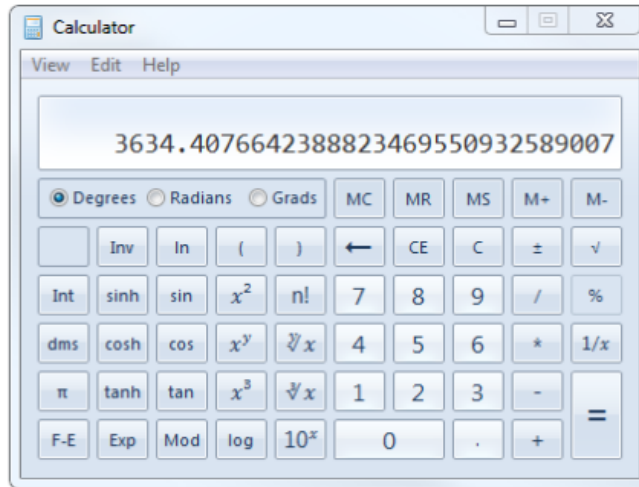 Calculator
View Edit Help
3634.4076642388823469550932589007
Degrees Radians Grads MC MR MS M+ M-
Inv ln ( ) ← CE C ± √
Int sinh sin x² n! 7 8 9 / %
dms cosh cos xʸ ʸ√x 4 5 6 * 1/x
π tanh tan x³ ³√x 1 2 3 - =
F-E Exp Mod log 10ˣ 0 . +